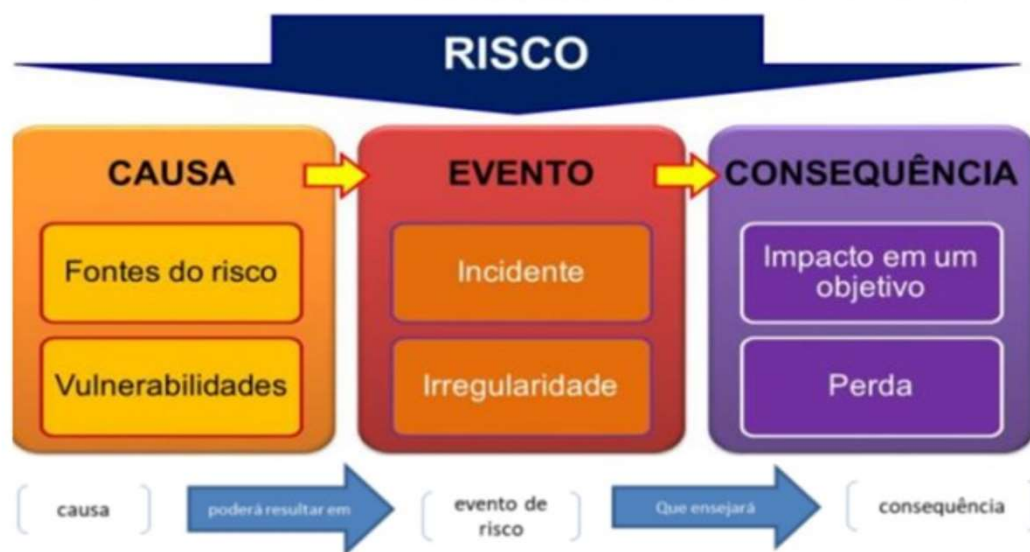 RISCO
CAUSA
Fontes do risco
Vulnerabilidades
EVENTO
Incidente
Irregularidade
CONSEQUÊNCIA
Impacto em um
objetivo
Perda
causa
poderá resultar em
evento de
risco
Que ensejará
consequência